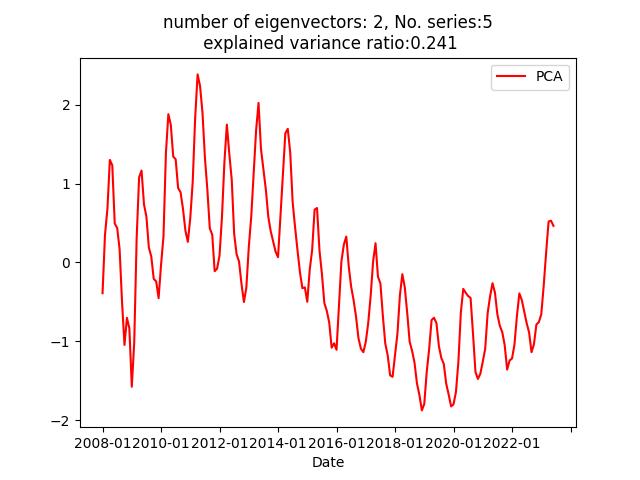 number of eigenvectors: 2, No. series:5
explained variance ratio:0.241
PCA
2
1
0
−1
−2
2008-01 2010-01 2012-01 2014-01 2016-01 2018-01 2020-01 2022-01
Date